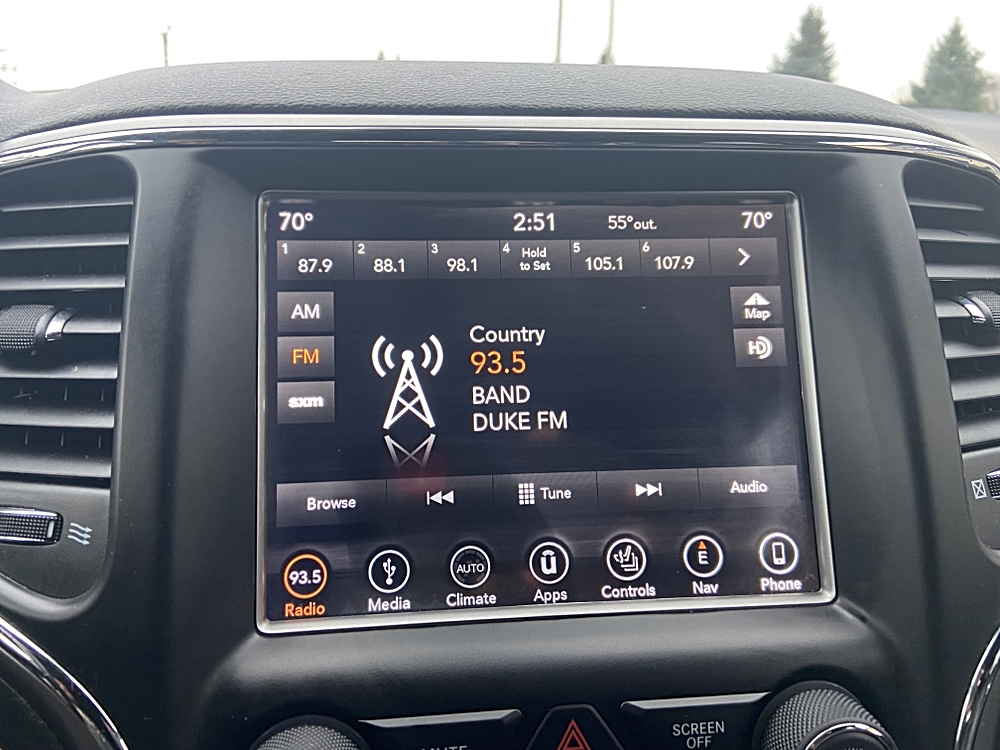 70° 2:51 55°out. 70°
1 87.9
2 88.1
3 98.1
4 Hold
to Set
5 105.1
6 107.9
AM
FM
sxm
Country
93.5
BAND
DUKE FM
Map
HD
Browse Tune Audio
93.5 AUTO u E
Radio Media Climate Apps Controls Nav Phone
MUTE
SCREEN
OFF